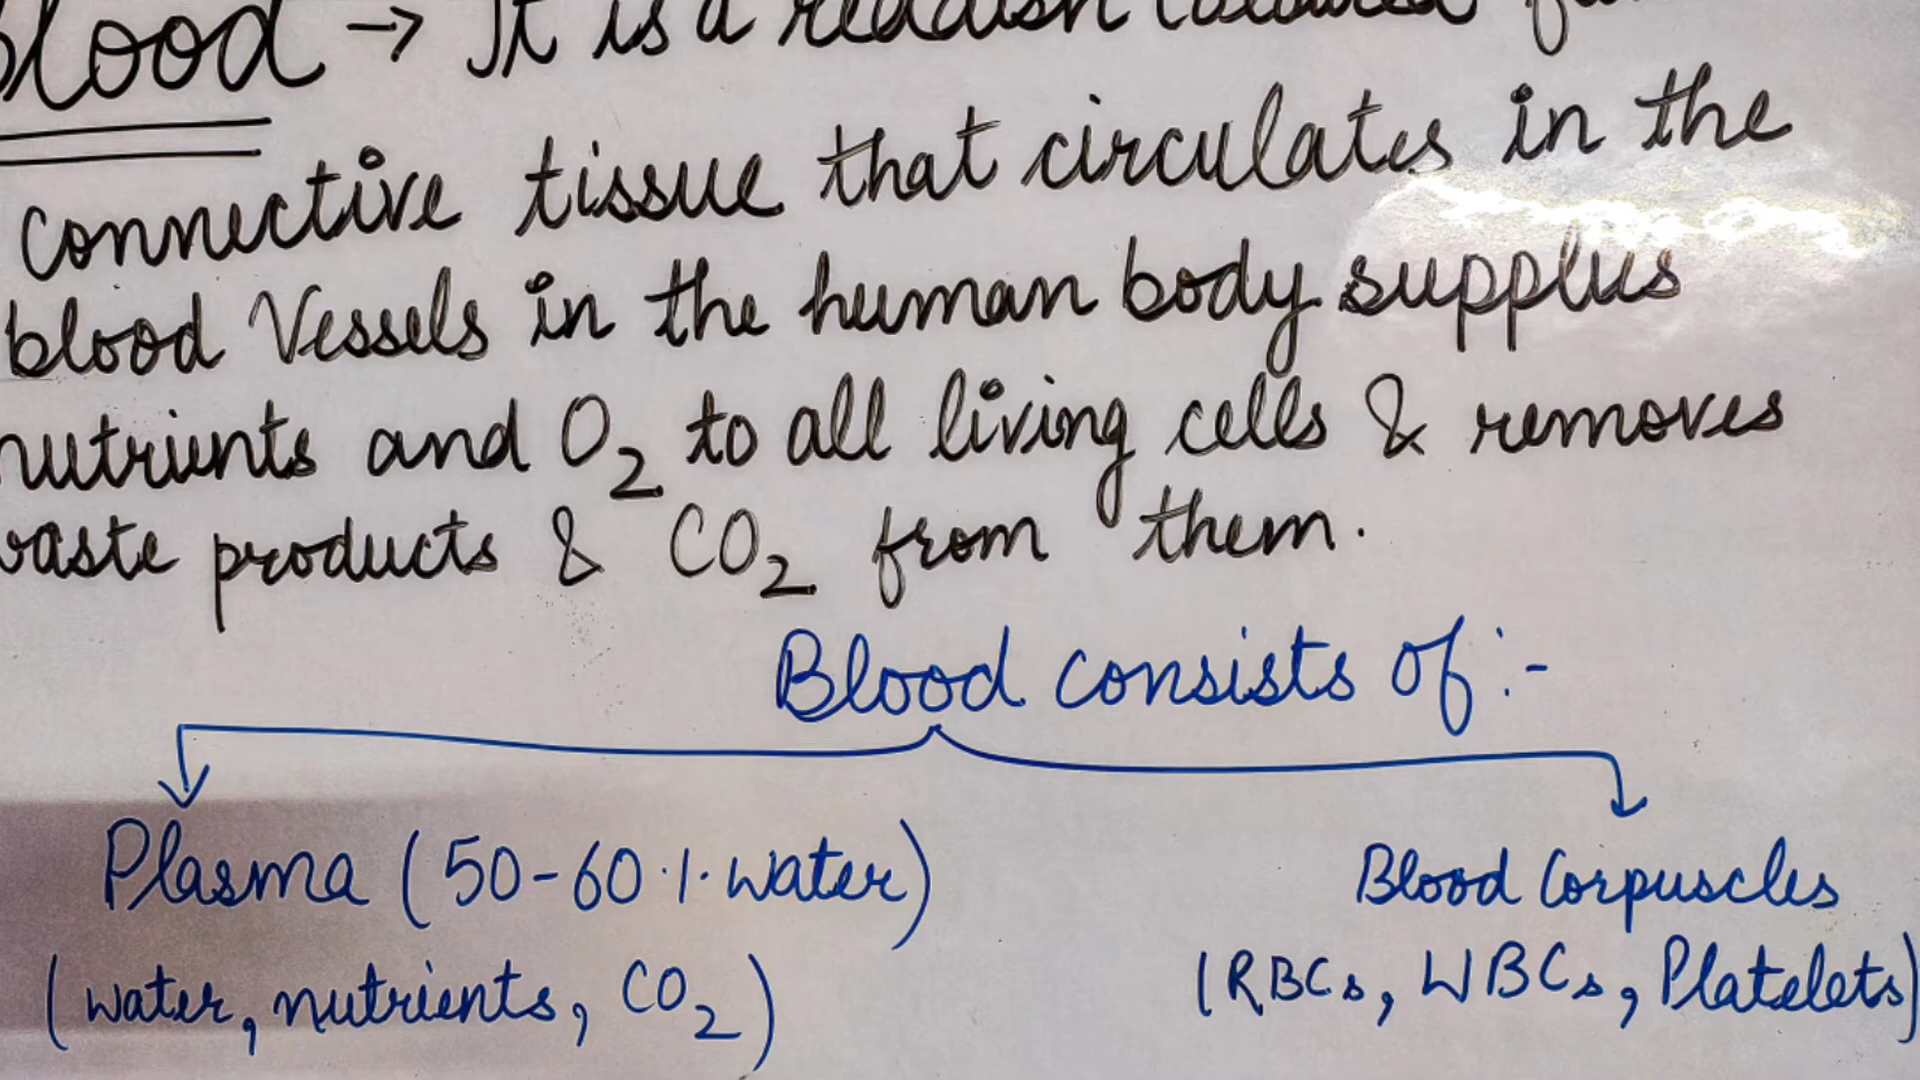 Blood → It is a reddish coloured
connective tissue that circulates in the
blood Vessels in the human body supplies
nutrients and O₂ to all living cells & removes
waste products & CO₂ from them.
Blood consists of :-
Plasma (50-60 % water)
Blood Corpuscles
(water, nutrients, CO₂)
(RBCs, WBCs, Platelets)